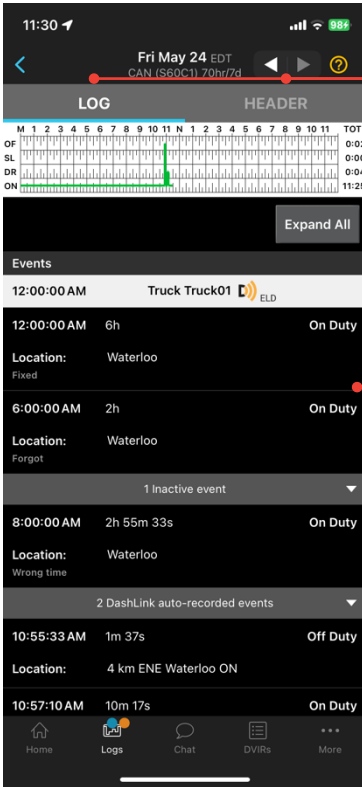 11:30
98
Fri May 24 EDT
CAN (S60C1) 70hr/7d
LOG HEADER
M 1 2 3 4 5 6 7 8 9 10 11 N 1 2 3 4 5 6 7 8 9 10 11 TOT
OF 0:02
SL 0:00
DR 0:04
ON 11:25
Expand All
Events
12:00:00 AM Truck Truck01 ELD
12:00:00 AM 6h On Duty
Location: Waterloo
Fixed
6:00:00 AM 2h On Duty
Location: Waterloo
Forgot
1 Inactive event
8:00:00 AM 2h 55m 33s On Duty
Location: Waterloo
Wrong time
2 DashLink auto-recorded events
10:55:33 AM 1m 37s Off Duty
Location: 4 km ENE Waterloo ON
10:57:10 AM 10m 17s On Duty
Home Logs Chat DVIRs More